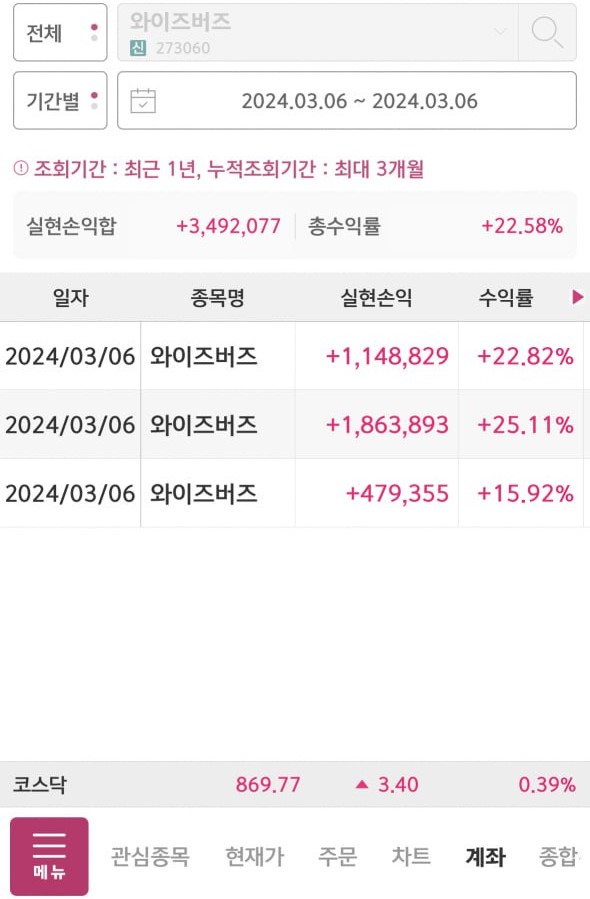 전체
와이즈버즈
신 273060
기간별
2024.03.06 ~ 2024.03.06
조회기간 : 최근 1년, 누적조회기간 : 최대 3개월
실현손익합 +3,492,077 총수익률 +22.58%
일자 종목명 실현손익 수익률
2024/03/06 와이즈버즈 +1,148,829 +22.82%
2024/03/06 와이즈버즈 +1,863,893 +25.11%
2024/03/06 와이즈버즈 +479,355 +15.92%
코스닥 869.77 ▲ 3.40 0.39%
메뉴 관심종목 현재가 주문 차트 계좌 종합